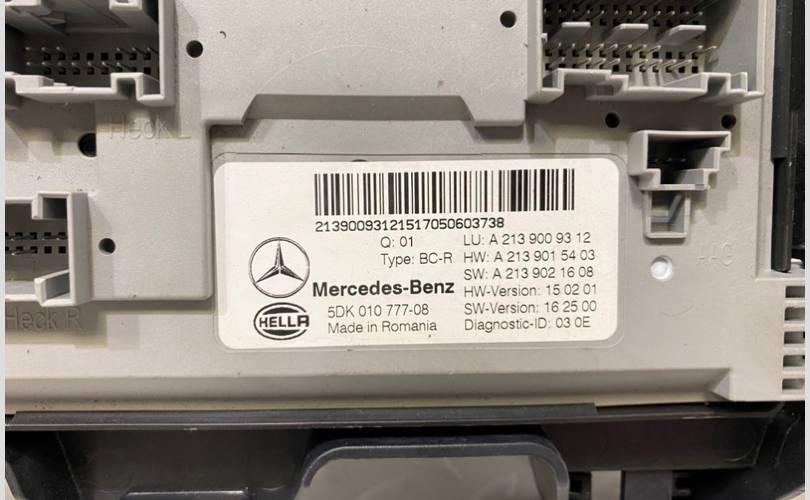 Heck L
21390093121517050603738
Q: 01
Type: BC-R
LU: A 213 900 93 12
HW: A 213 901 54 03
SW: A 213 902 16 08
HW-Version: 15 02 01
SW-Version: 16 25 00
Diagnostic-ID: 03 0E
Mercedes-Benz
HELLA
5DK 010 777-08
Made in Romania
Heck R